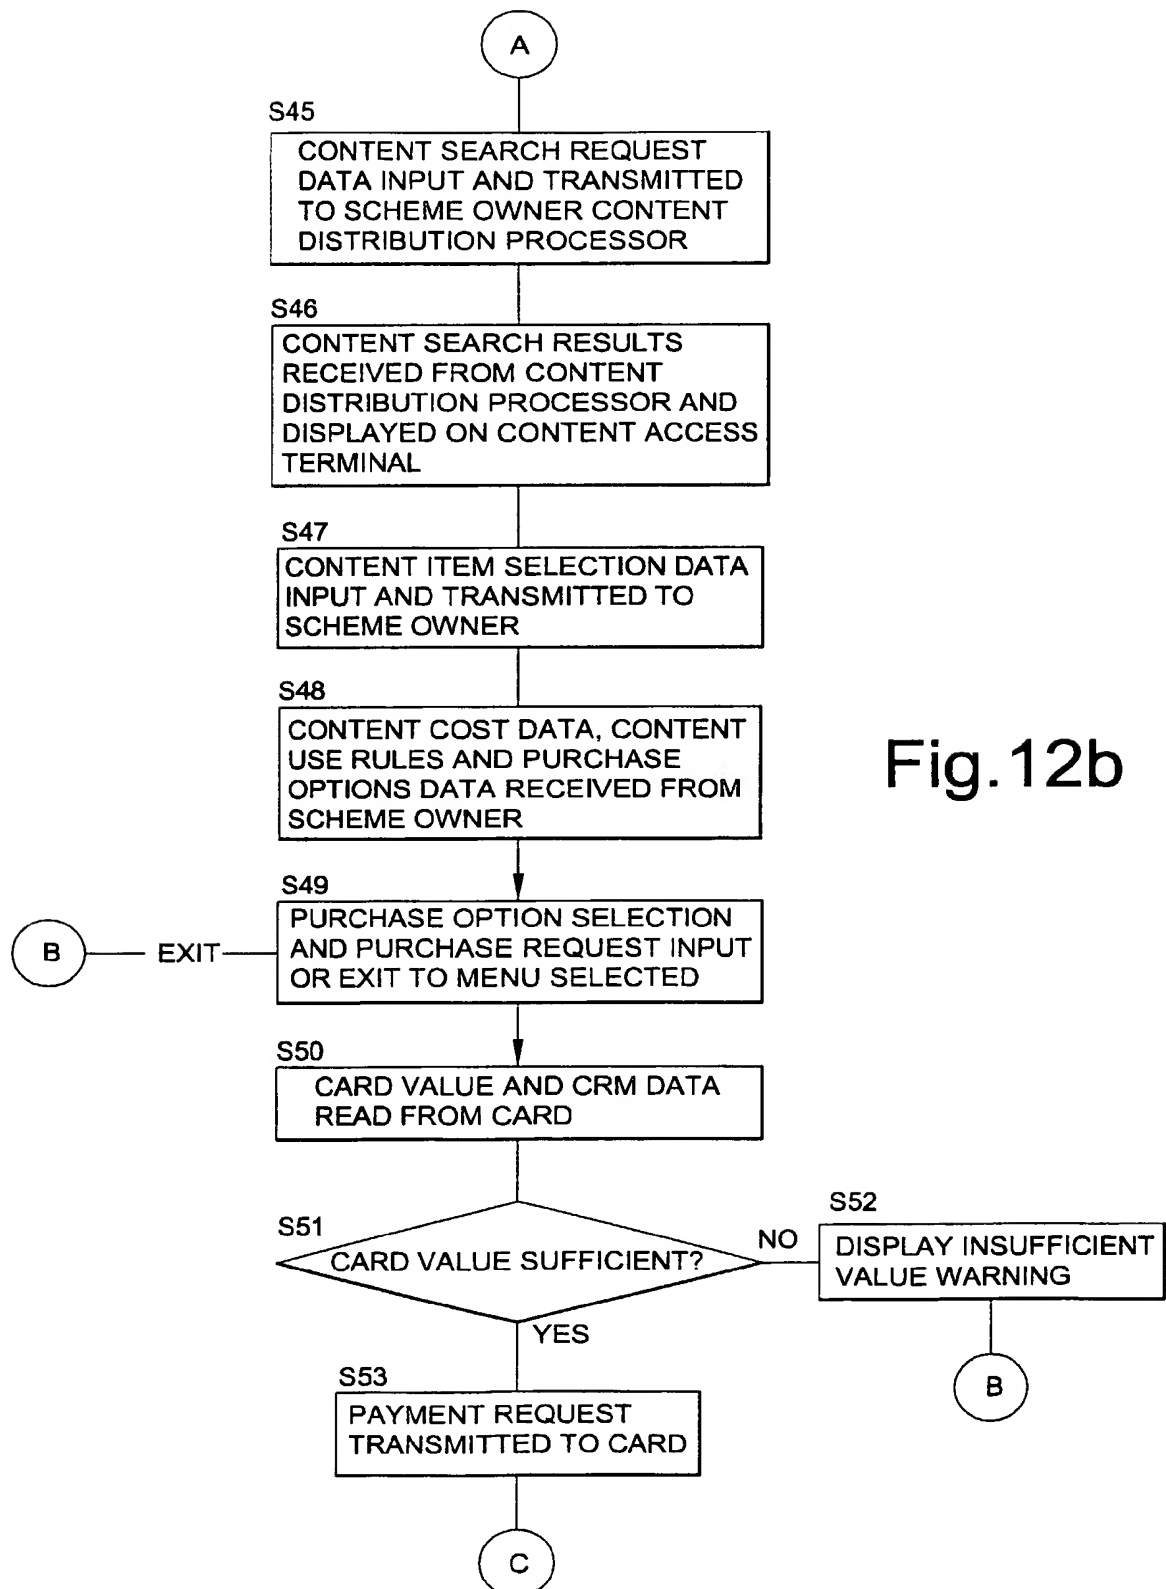 A
S45
CONTENT SEARCH REQUEST
DATA INPUT AND TRANSMITTED
TO SCHEME OWNER CONTENT
DISTRIBUTION PROCESSOR
S46
CONTENT SEARCH RESULTS
RECEIVED FROM CONTENT
DISTRIBUTION PROCESSOR AND
DISPLAYED ON CONTENT ACCESS
TERMINAL
S47
CONTENT ITEM SELECTION DATA
INPUT AND TRANSMITTED TO
SCHEME OWNER
S48
CONTENT COST DATA, CONTENT
USE RULES AND PURCHASE
OPTIONS DATA RECEIVED FROM
SCHEME OWNER
Fig.12b
S49
PURCHASE OPTION SELECTION
AND PURCHASE REQUEST INPUT
OR EXIT TO MENU SELECTED
B
EXIT
S50
CARD VALUE AND CRM DATA
READ FROM CARD
S51
CARD VALUE SUFFICIENT?
NO
S52
DISPLAY INSUFFICIENT
VALUE WARNING
B
YES
S53
PAYMENT REQUEST
TRANSMITTED TO CARD
C